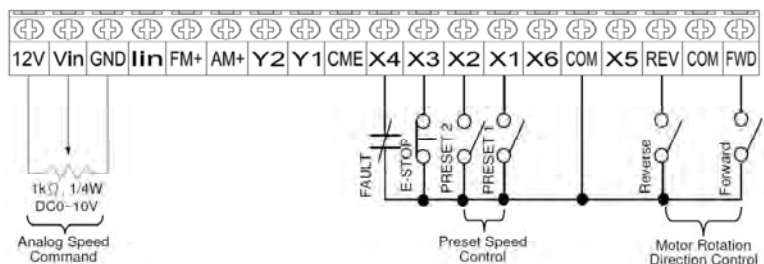 12V Vin GND Iin FM+ AM+ Y2 Y1 CME X4 X3 X2 X1 X6 COM X5 REV COM FWD
FAULT
E-STOP
PRESET 2
PRESET 1
Reverse
Forward
1kΩ, 1/4W
DC0-10V
Analog Speed
Command
Preset Speed
Control
Motor Rotation
Direction Control